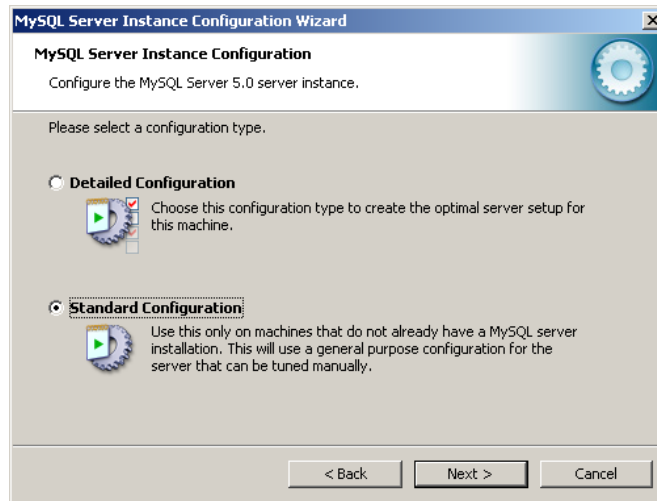 MySQL Server Instance Configuration Wizard
MySQL Server Instance Configuration
Configure the MySQL Server 5.0 server instance.
Please select a configuration type.
Detailed Configuration
Choose this configuration type to create the optimal server setup for
this machine.
Standard Configuration
Use this only on machines that do not already have a MySQL server
installation. This will use a general purpose configuration for the
server that can be tuned manually.
< Back Next > Cancel